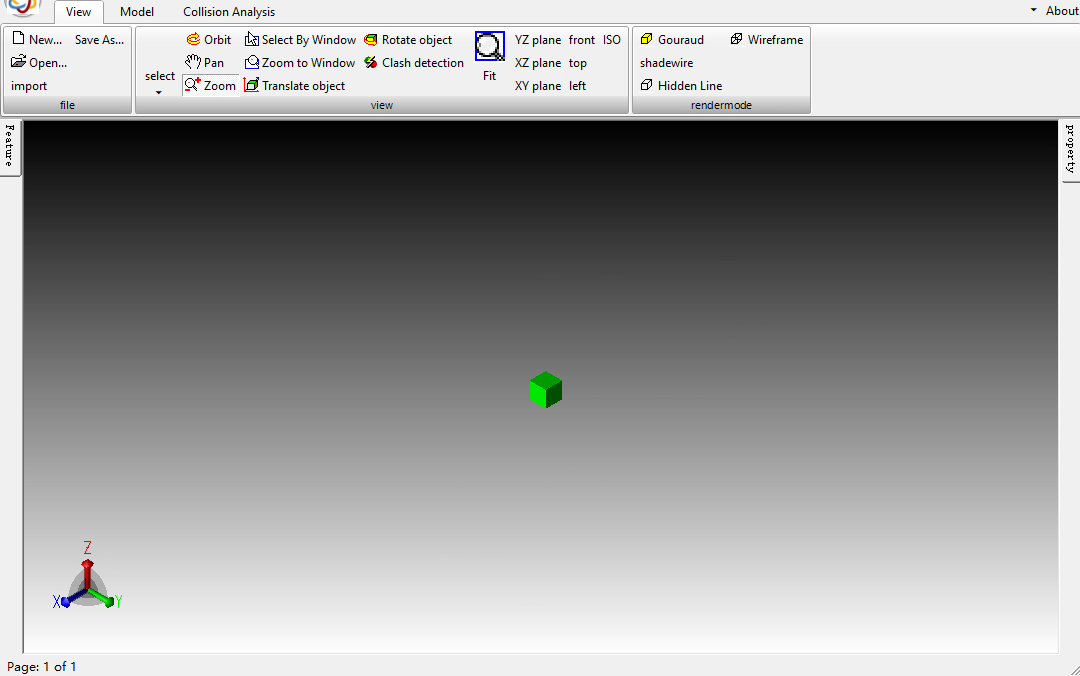 View Model Collision Analysis About
New... Save As...
Open...
import
file
select
Orbit Select By Window Rotate object
Pan Zoom to Window Clash detection
Zoom Translate object
Fit
YZ plane front ISO
XZ plane top
XY plane left
view
Gouraud Wireframe
shadewire
Hidden Line
rendermode
Feature
property
Z
X
Y
Page: 1 of 1